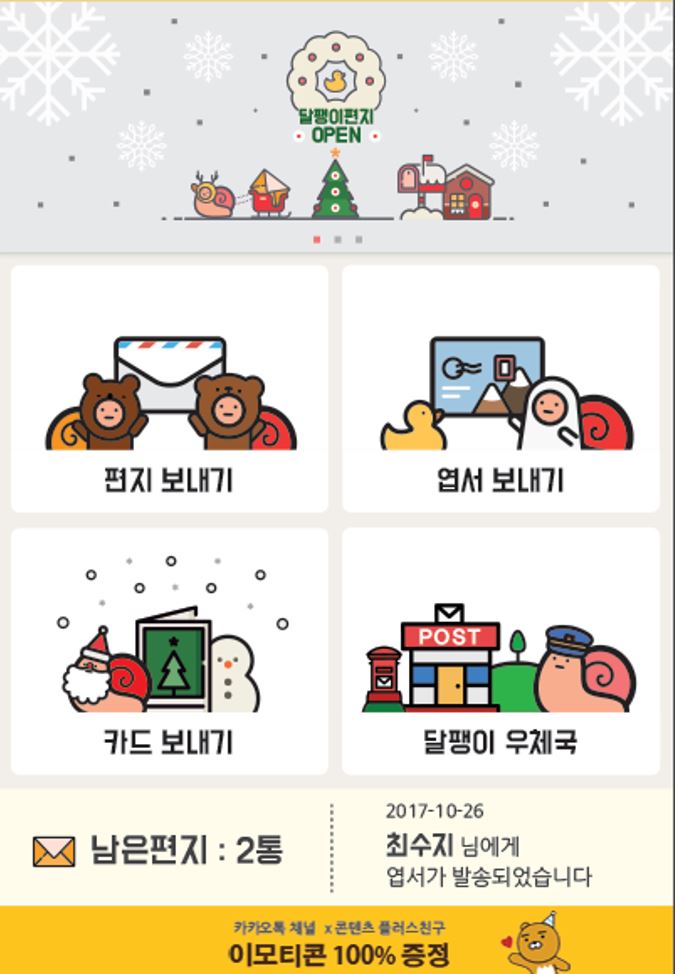 달팽이편지
OPEN
편지 보내기
엽서 보내기
POST
카드 보내기
달팽이 우체국
남은편지 : 2통
2017-10-26
최수지 님에게
엽서가 발송되었습니다
카카오톡 채널 x 콘텐츠 플러스친구
이모티콘 100% 증정